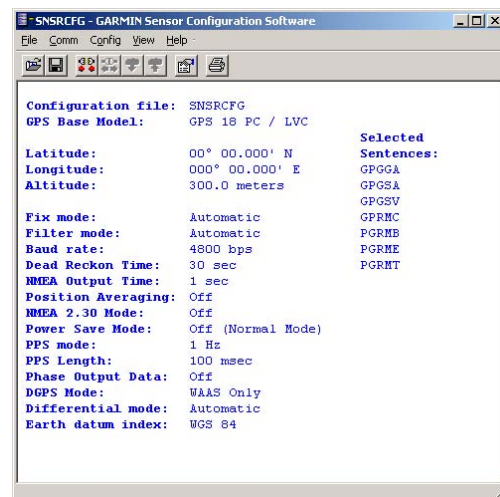 SNSRCFG - GARMIN Sensor Configuration Software
File Comm Config View Help
Configuration file: SNSRCFG
GPS Base Model: GPS 18 PC / LVC
Selected
Latitude: 00° 00.000' N Sentences:
Longitude: 000° 00.000' E GPGGA
Altitude: 300.0 meters GPGSA
GPGSV
Fix mode: Automatic GPRMC
Filter mode: Automatic PGRMB
Baud rate: 4800 bps PGRME
Dead Reckon Time: 30 sec PGRMT
NMEA Output Time: 1 sec
Position Averaging: Off
NMEA 2.30 Mode: Off
Power Save Mode: Off (Normal Mode)
PPS mode: 1 Hz
PPS Length: 100 msec
Phase Output Data: Off
DGPS Mode: WAAS Only
Differential mode: Automatic
Earth datum index: WGS 84